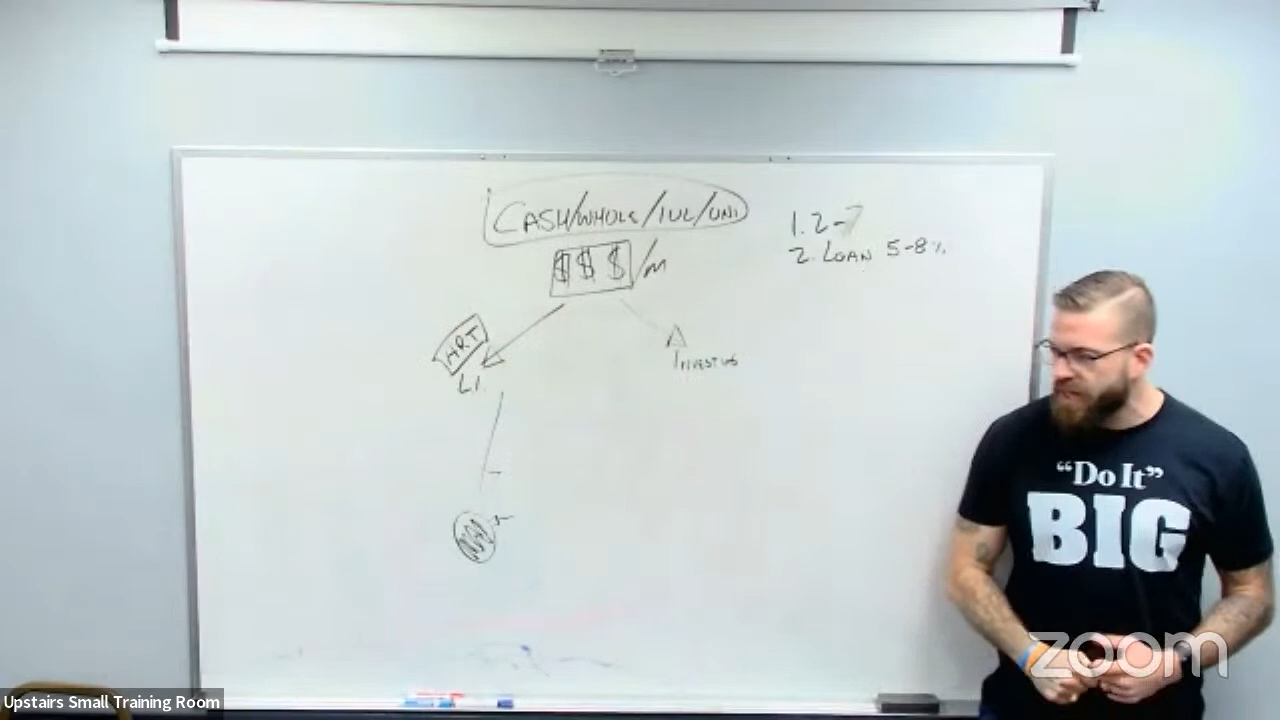 CASH/WHOLE/IUL/UNI
$$$/m
1. 2-7
2. LOAN 5-8%
ART
LI
INVESTING
"Do It"
BIG
zoom
Upstairs Small Training Room